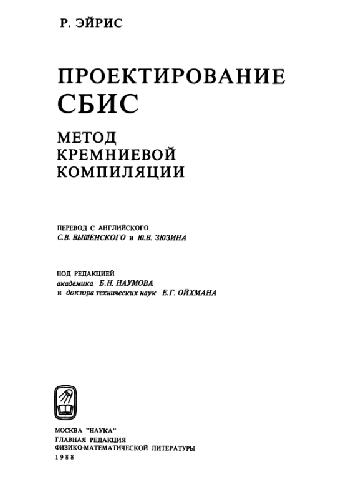 Р. ЭЙРИС
ПРОЕКТИРОВАНИЕ
СБИС
МЕТОД
КРЕМНИЕВОЙ
КОМПИЛЯЦИИ
ПЕРЕВОД С АНГЛИЙСКОГО
С.В. ВЫШЕНСКОГО и Ю.В. ЗЮЗИНА
ПОД РЕДАКЦИЕЙ
академика Б.Н. НАУМОВА
и доктора технических наук Е.Г. ОЙХМАНА
МОСКВА "НАУКА"
ГЛАВНАЯ РЕДАКЦИЯ
ФИЗИКО-МАТЕМАТИЧЕСКОЙ ЛИТЕРАТУРЫ
1988